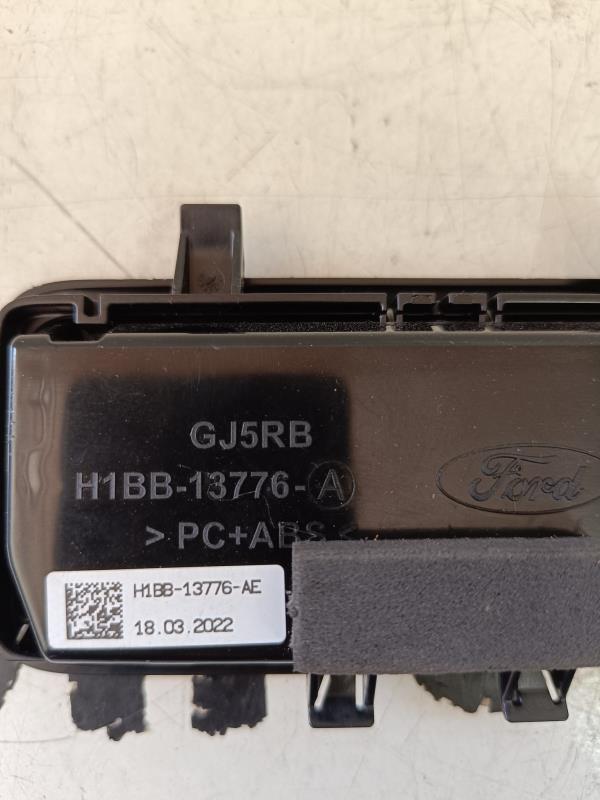 GJ5RB
H1BB-13776-A
Ford
> PC+ABS <
H1BB-13776-AE
18.03.2022